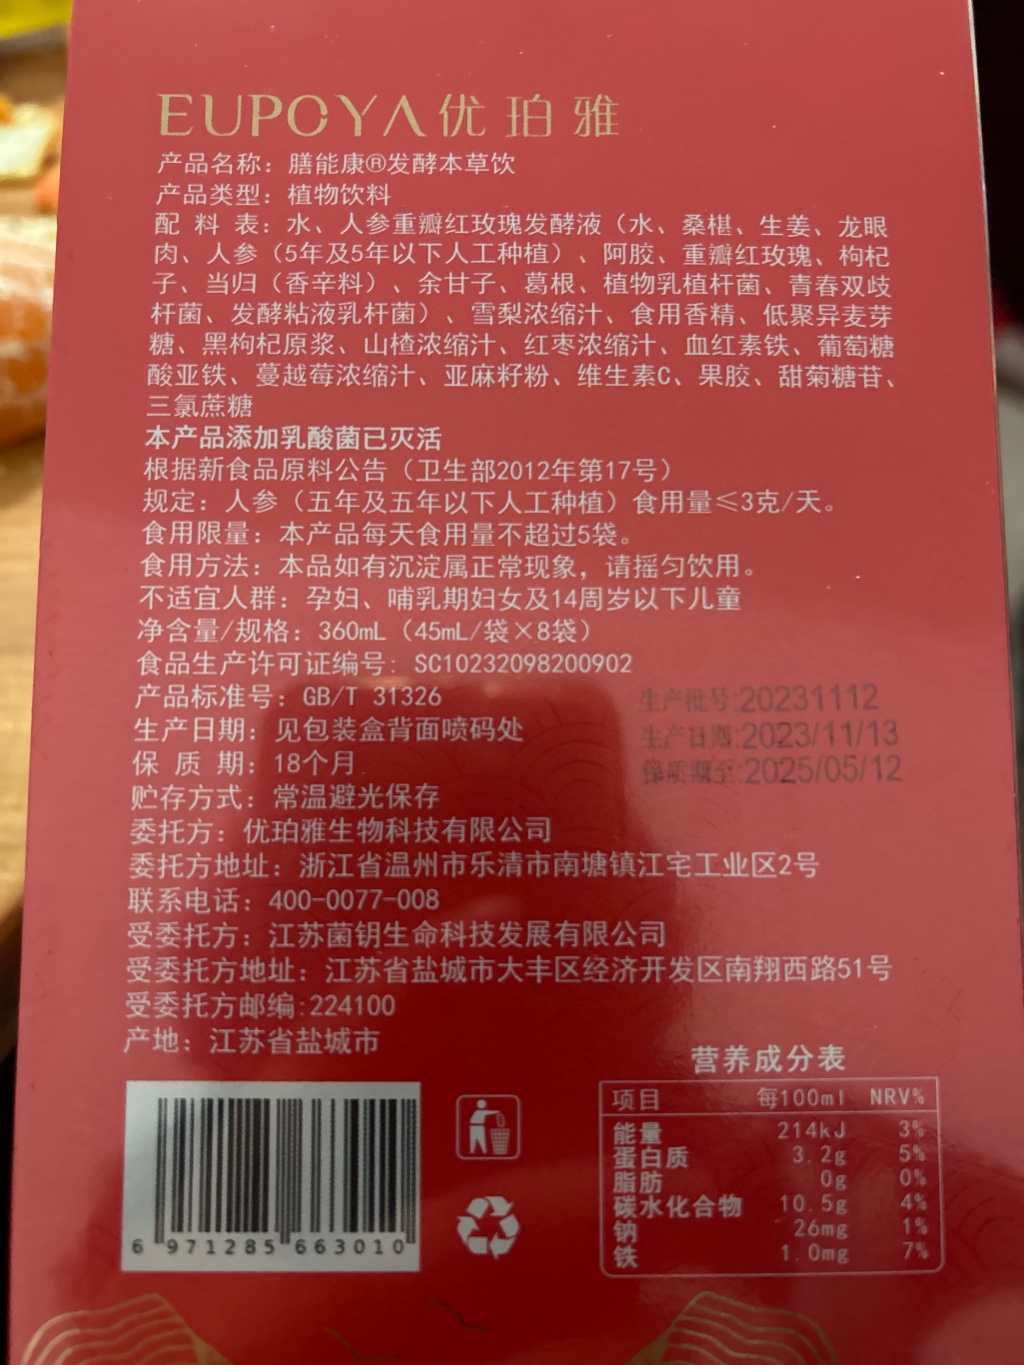 EUPOYA优珀雅
产品名称：膳能康®发酵本草饮
产品类型：植物饮料
配 料 表：水、人参重瓣红玫瑰发酵液（水、桑椹、生姜、龙眼
肉、人参（5年及5年以下人工种植）、阿胶、重瓣红玫瑰、枸杞
子、当归（香辛料）、余甘子、葛根、植物乳植杆菌、青春双歧
杆菌、发酵粘液乳杆菌）、雪梨浓缩汁、食用香精、低聚异麦芽
糖、黑枸杞原浆、山楂浓缩汁、红枣浓缩汁、血红素铁、葡萄糖
酸亚铁、蔓越莓浓缩汁、亚麻籽粉、维生素C、果胶、甜菊糖苷、
三氯蔗糖
本产品添加乳酸菌已灭活
根据新食品原料公告（卫生部2012年第17号）
规定：人参（五年及五年以下人工种植）食用量≤3克/天。
食用限量：本产品每天食用量不超过5袋。
食用方法：本品如有沉淀属正常现象，请摇匀饮用。
不适宜人群：孕妇、哺乳期妇女及14周岁以下儿童
净含量/规格：360mL（45mL/袋×8袋）
食品生产许可证编号：SC10232098200902
产品标准号：GB/T 31326
生产日期：见包装盒背面喷码处
保 质 期：18个月
生产批号:20231112
生产日期:2023/11/13
保质期至:2025/05/12
贮存方式：常温避光保存
委托方：优珀雅生物科技有限公司
委托方地址：浙江省温州市乐清市南塘镇江宅工业区2号
联系电话：400-0077-008
受委托方：江苏菌钥生命科技发展有限公司
受委托方地址：江苏省盐城市大丰区经济开发区南翔西路51号
受委托方邮编:224100
产地：江苏省盐城市
6 971285 663010
营养成分表
项目 每100ml NRV%
能量 214kJ 3%
蛋白质 3.2g 5%
脂肪 0g 0%
碳水化合物 10.5g 4%
钠 26mg 1%
铁 1.0mg 7%